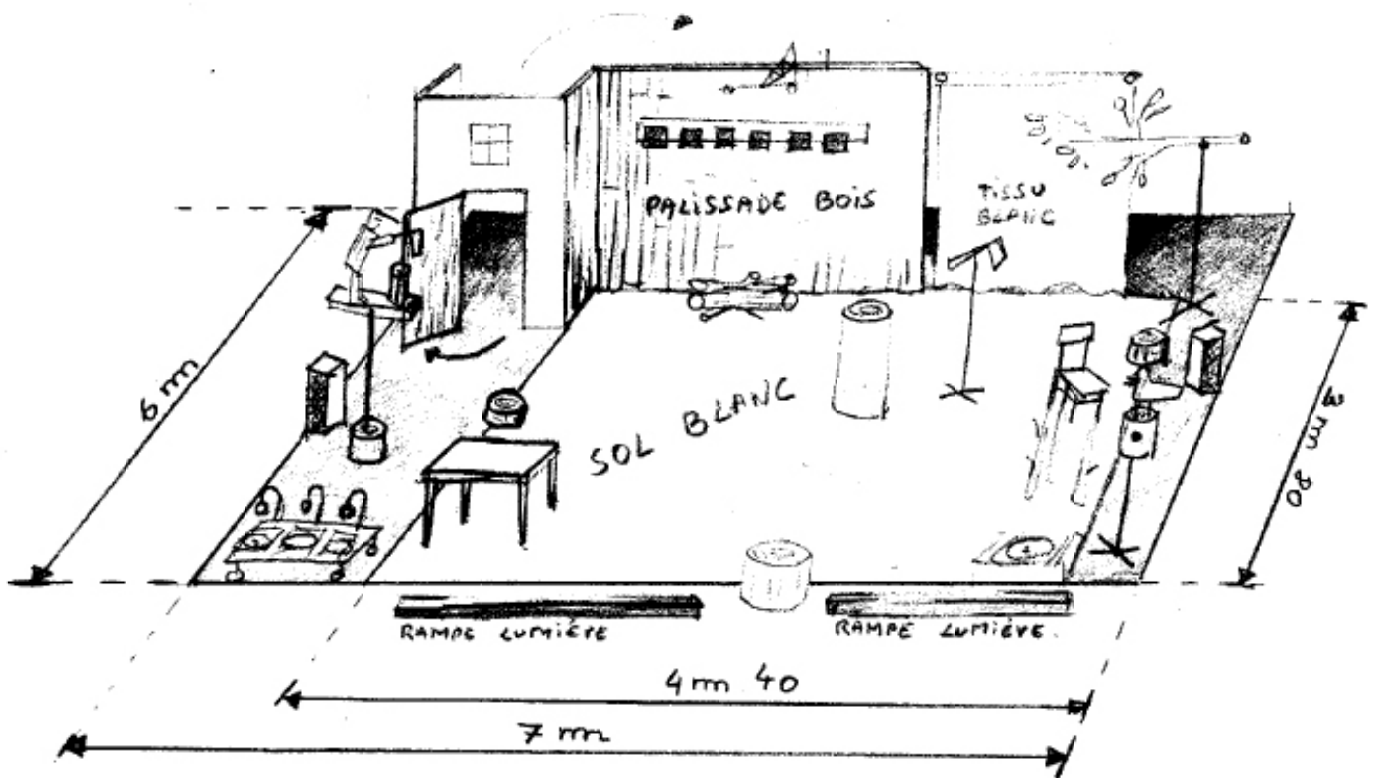 PALISSADE BOIS
TISSU
BLANC
6 m
SOL BLANC
3 m 80
RAMPE LUMIÈRE
RAMPE LUMIÈRE.
4 m 40
7 m